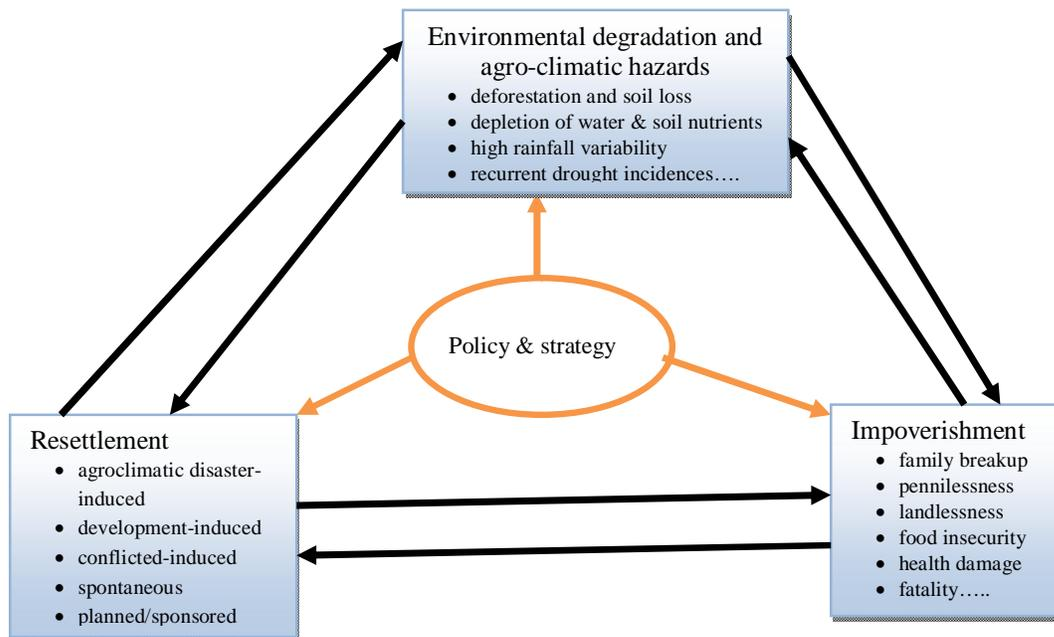 Environmental degradation and
agro-climatic hazards
• deforestation and soil loss
• depletion of water & soil nutrients
• high rainfall variability
• recurrent drought incidences….
Policy & strategy
Resettlement
• agroclimatic disaster-
induced
• development-induced
• conflicted-induced
• spontaneous
• planned/sponsored
Impoverishment
• family breakup
• pennilessness
• landlessness
• food insecurity
• health damage
• fatality…..